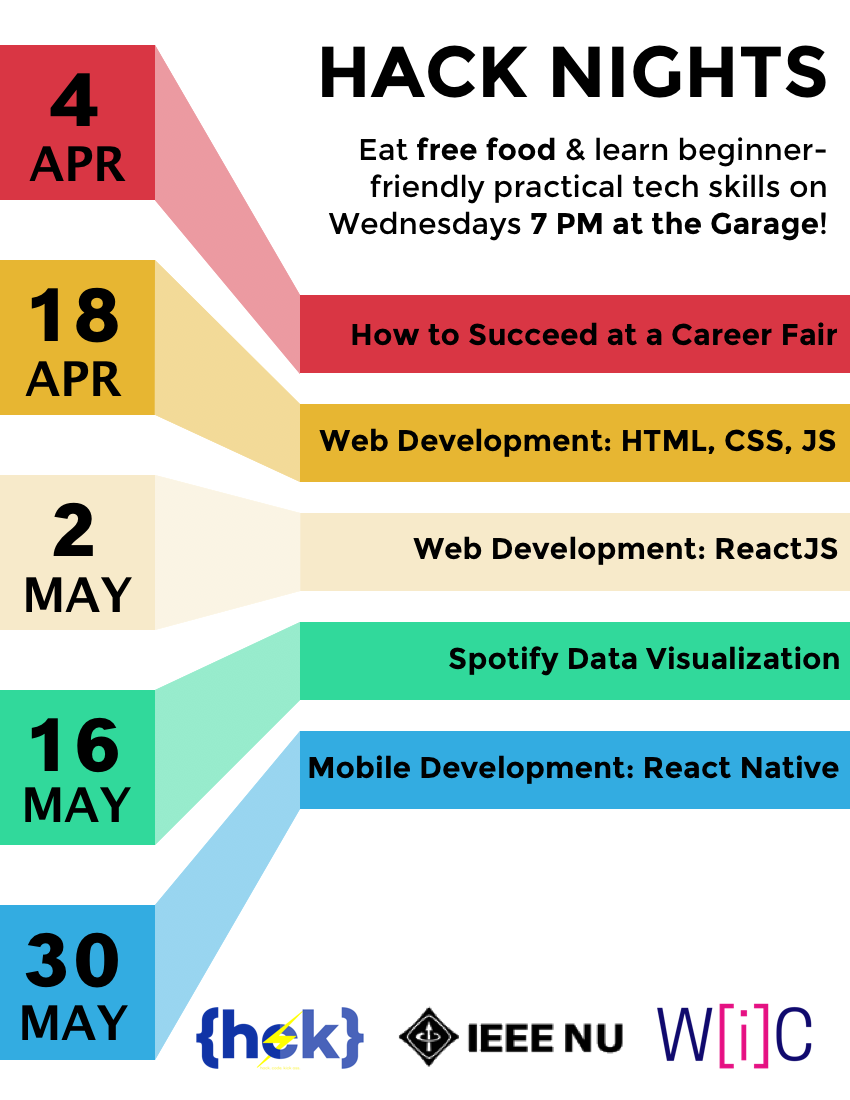 HACK NIGHTS
Eat free food & learn beginner-
friendly practical tech skills on
Wednesdays 7 PM at the Garage!
4
APR
How to Succeed at a Career Fair
18
APR
Web Development: HTML, CSS, JS
2
MAY
Web Development: ReactJS
16
MAY
Spotify Data Visualization
30
MAY
Mobile Development: React Native
{hck}
IEEE NU
W[i]C